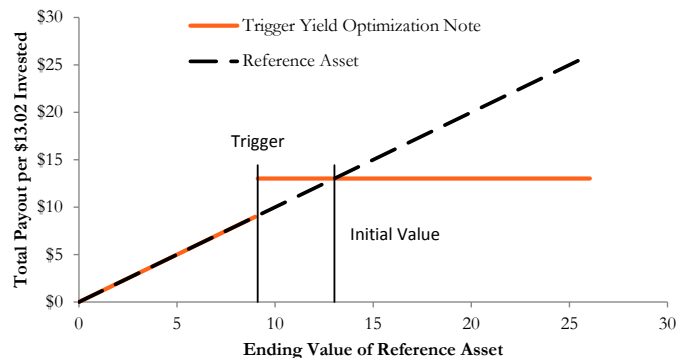 Total Payout per $13.02 Invested
$30
$25
$20
$15
$10
$5
$0
Trigger Yield Optimization Note
Reference Asset
Trigger
Initial Value
0
5
10
15
20
25
30
Ending Value of Reference Asset